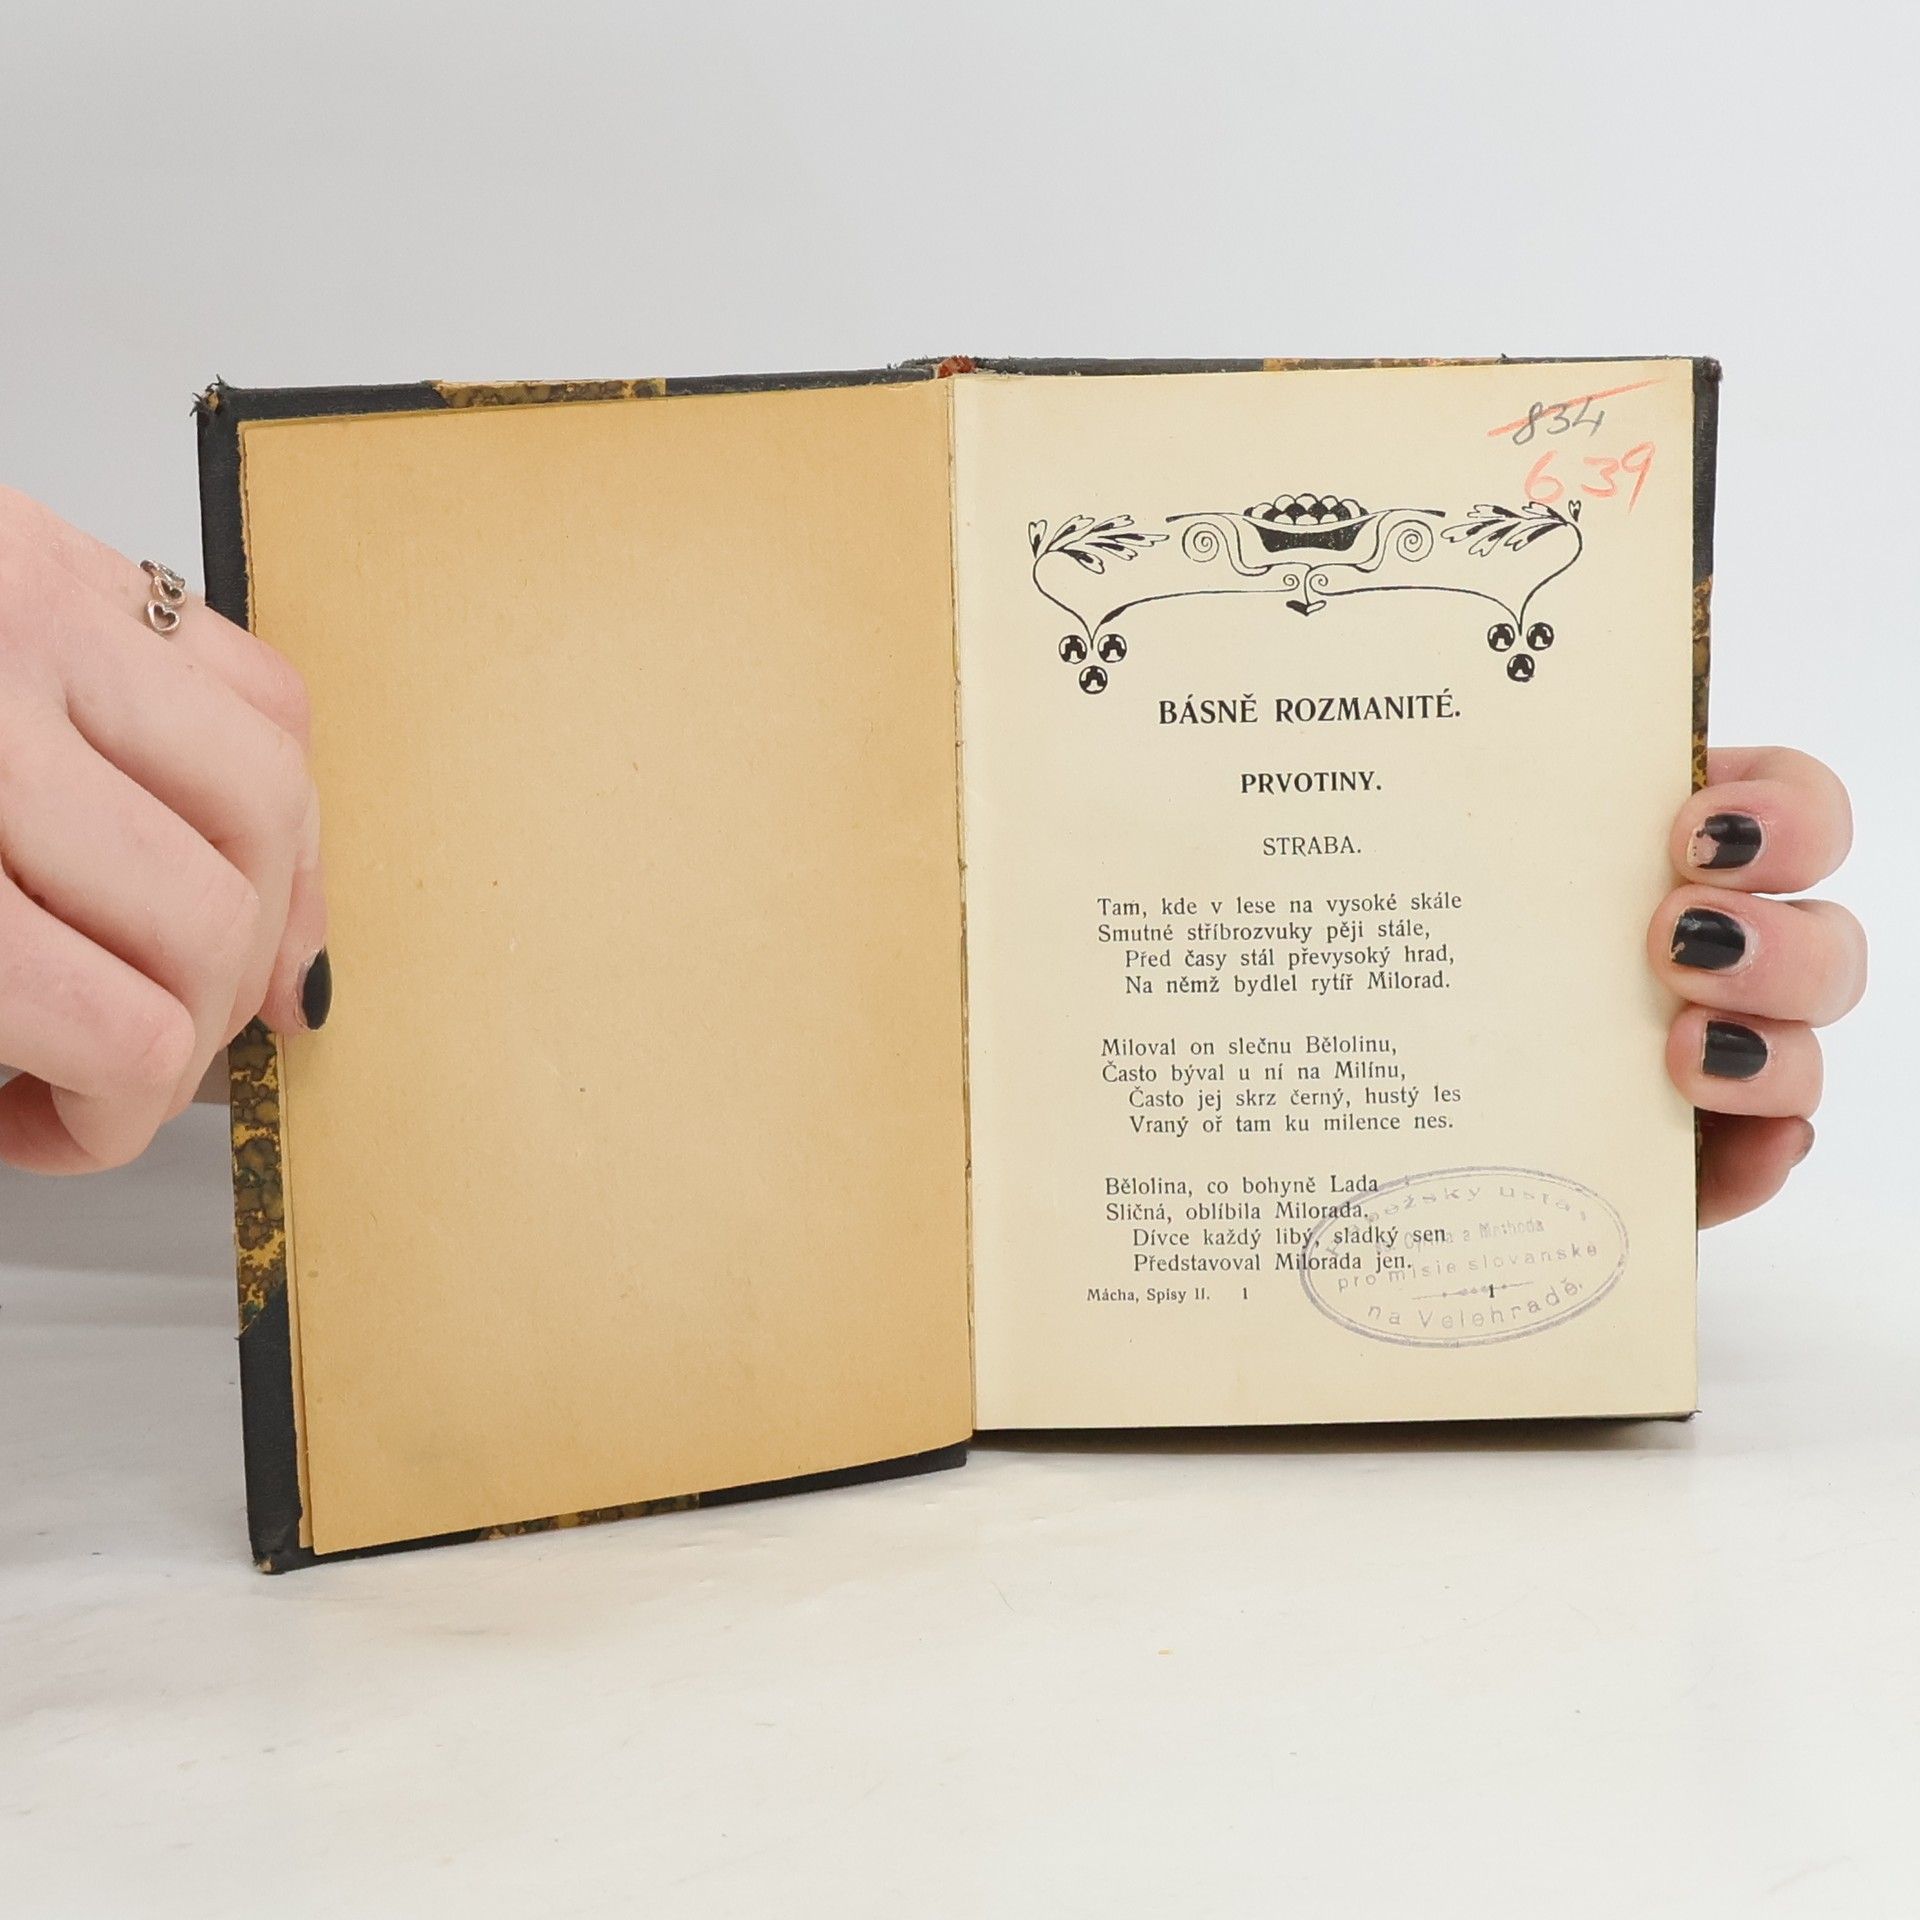 834
639
BÁSNĚ ROZMANITÉ.
PRVOTINY.
STRABA.
Tam, kde v lese na vysoké skále
Smutné stříbrozvuky pěji stále,
Před časy stál převysoký hrad,
Na němž bydlel rytíř Milorad.
Miloval on slečnu Bělolinu,
Často býval u ní na Milínu,
Často jej skrz černý, hustý les
Vraný oř tam ku milence nes.
Bělolina, co bohyně Lada
Sličná, oblíbila Milorada.
Dívce každý libý, sladký sen
Představoval Miloráda jen.
Mácha, Spisy II. 1 1
a Methoda
pro misie slovanské
na Velehradě.